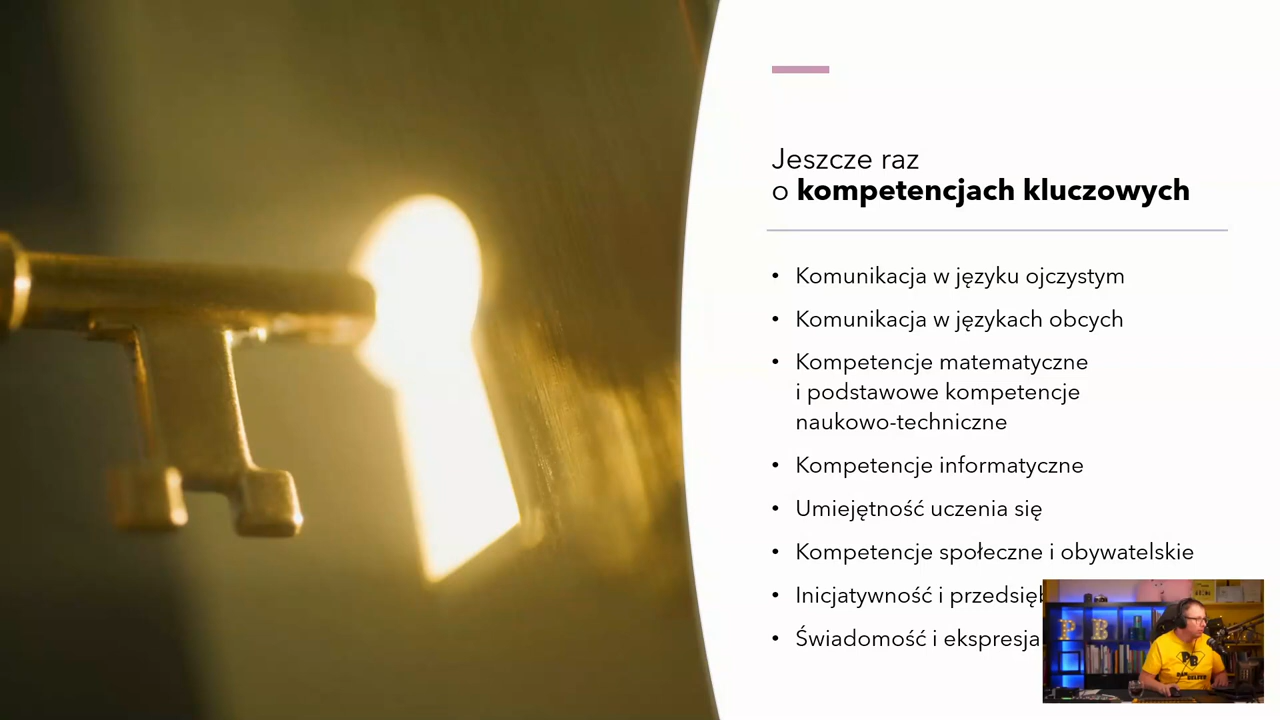 Jeszcze raz
o kompetencjach kluczowych
• Komunikacja w języku ojczystym
• Komunikacja w językach obcych
• Kompetencje matematyczne
i podstawowe kompetencje
naukowo-techniczne
• Kompetencje informatyczne
• Umiejętność uczenia się
• Kompetencje społeczne i obywatelskie
• Inicjatywność i
• Świadomość i ekspresja
P B